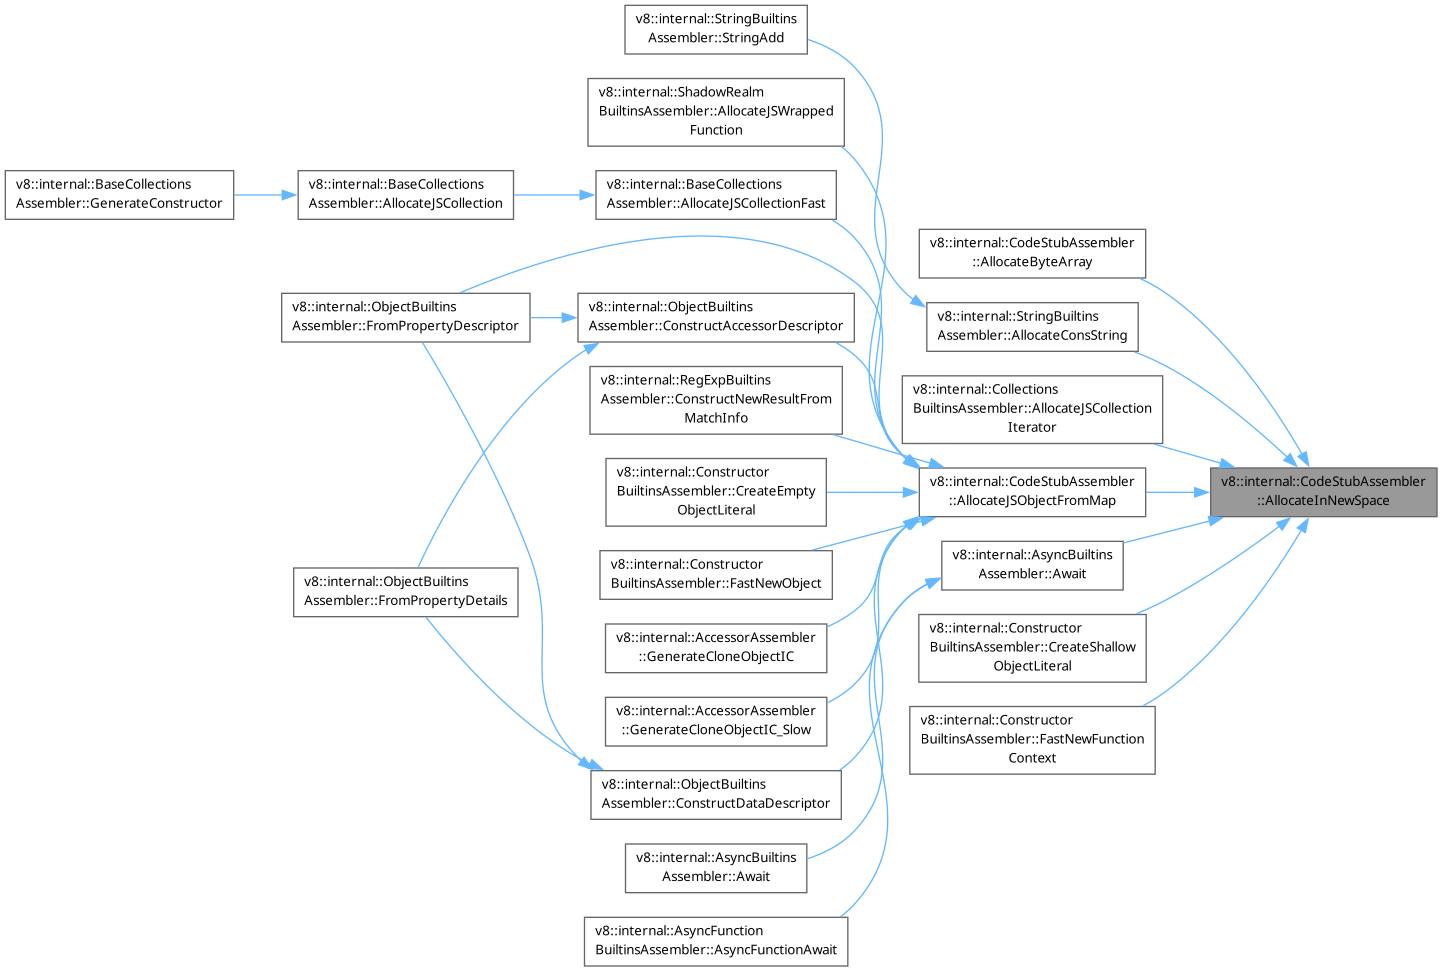 v8::internal::StringBuiltins
Assembler::StringAdd
v8::internal::ShadowRealm
BuiltinsAssembler::AllocateJSWrapped
Function
v8::internal::BaseCollections
Assembler::GenerateConstructor
v8::internal::BaseCollections
Assembler::AllocateJSCollection
v8::internal::BaseCollections
Assembler::AllocateJSCollectionFast
v8::internal::CodeStubAssembler
::AllocateByteArray
v8::internal::ObjectBuiltins
Assembler::FromPropertyDescriptor
v8::internal::ObjectBuiltins
Assembler::ConstructAccessorDescriptor
v8::internal::StringBuiltins
Assembler::AllocateConsString
v8::internal::RegExpBuiltins
Assembler::ConstructNewResultFrom
MatchInfo
v8::internal::Collections
BuiltinsAssembler::AllocateJSCollection
Iterator
v8::internal::Constructor
BuiltinsAssembler::CreateEmpty
ObjectLiteral
v8::internal::CodeStubAssembler
::AllocateJSObjectFromMap
v8::internal::CodeStubAssembler
::AllocateInNewSpace
v8::internal::Constructor
BuiltinsAssembler::FastNewObject
v8::internal::AsyncBuiltins
Assembler::Await
v8::internal::ObjectBuiltins
Assembler::FromPropertyDetails
v8::internal::AccessorAssembler
::GenerateCloneObjectIC
v8::internal::Constructor
BuiltinsAssembler::CreateShallow
ObjectLiteral
v8::internal::AccessorAssembler
::GenerateCloneObjectIC_Slow
v8::internal::Constructor
BuiltinsAssembler::FastNewFunction
Context
v8::internal::ObjectBuiltins
Assembler::ConstructDataDescriptor
v8::internal::AsyncBuiltins
Assembler::Await
v8::internal::AsyncFunction
BuiltinsAssembler::AsyncFunctionAwait